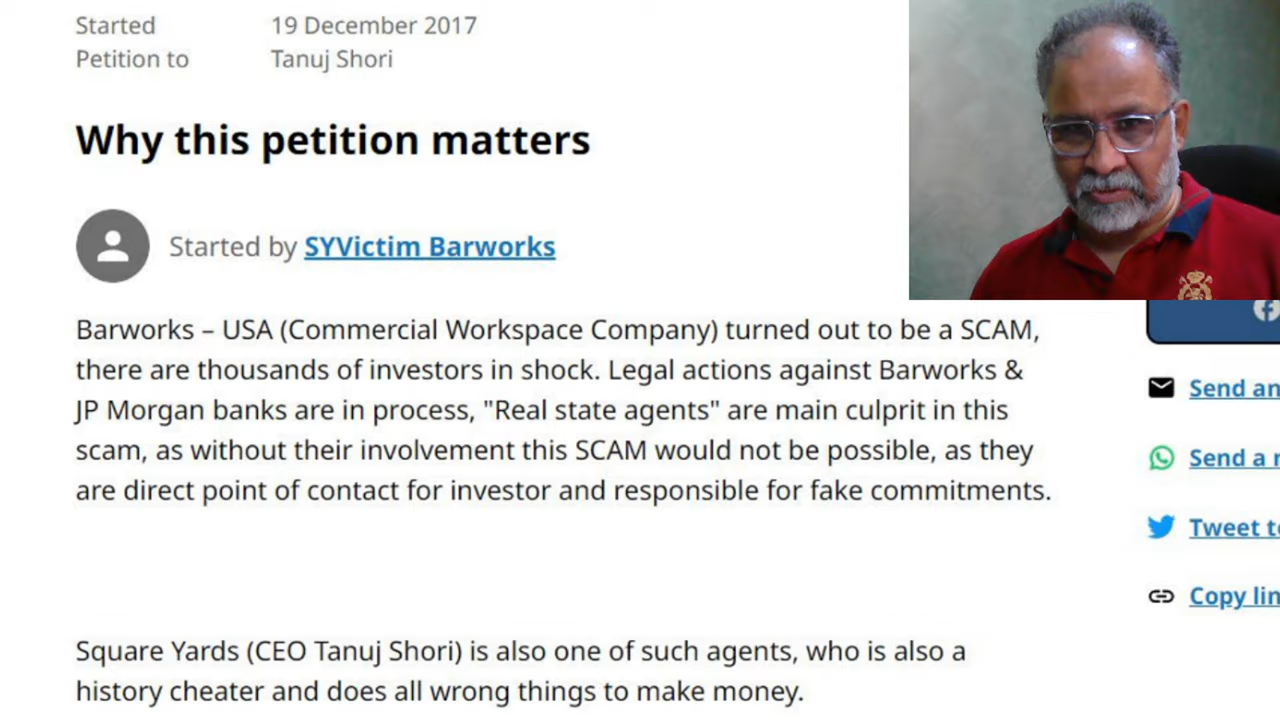 Started 19 December 2017
Petition to Tanuj Shori
Why this petition matters
Started by SYVictim Barworks
Barworks – USA (Commercial Workspace Company) turned out to be a SCAM,
there are thousands of investors in shock. Legal actions against Barworks &
JP Morgan banks are in process, "Real state agents" are main culprit in this
scam, as without their involvement this SCAM would not be possible, as they
are direct point of contact for investor and responsible for fake commitments.
Square Yards (CEO Tanuj Shori) is also one of such agents, who is also a
history cheater and does all wrong things to make money.
Send an
Send a
Tweet
Copy